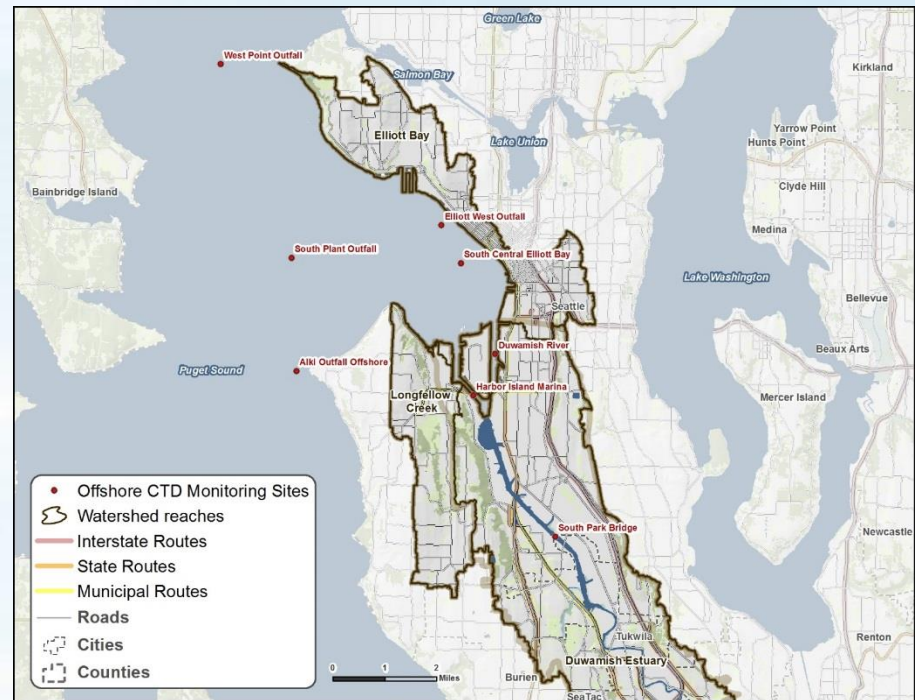 Green Lake
West Point Outfall
Kirkland
Salmon Bay
Elliott Bay
Yarrow Point
Hunts Point
Lake Union
Clyde Hill
Bainbridge Island
Elliott West Outfall
Medina
South Plant Outfall
South Central Elliott Bay
Lake Washington
Bellevue
Seattle
Beaux Arts
Duwamish River
Alki Outfall Offshore
Puget Sound
Harbor Island Marina
Longfellow
Creek
Mercer Island
Offshore CTD Monitoring Sites
Watershed reaches
Interstate Routes
State Routes
Municipal Routes
Roads
Cities
Counties
South Park Bridge
Newcastle
Tukwila
Renton
Duwamish Estuary
0 1 2
Miles
Burien
SeaTac